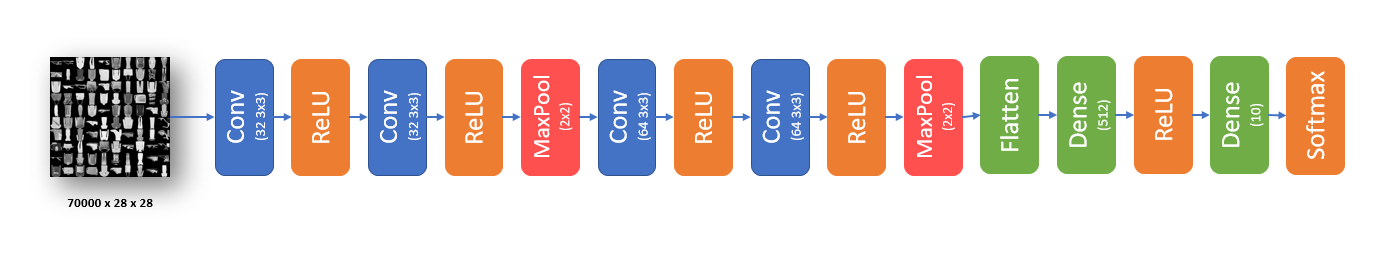 Conv
(32 3x3)
ReLU
Conv
(32 3x3)
ReLU
MaxPool
(2x2)
Conv
(64 3x3)
ReLU
Conv
(64 3x3)
ReLU
MaxPool
(2x2)
Flatten
Dense
(512)
ReLU
Dense
(10)
Softmax
70000 x 28 x 28